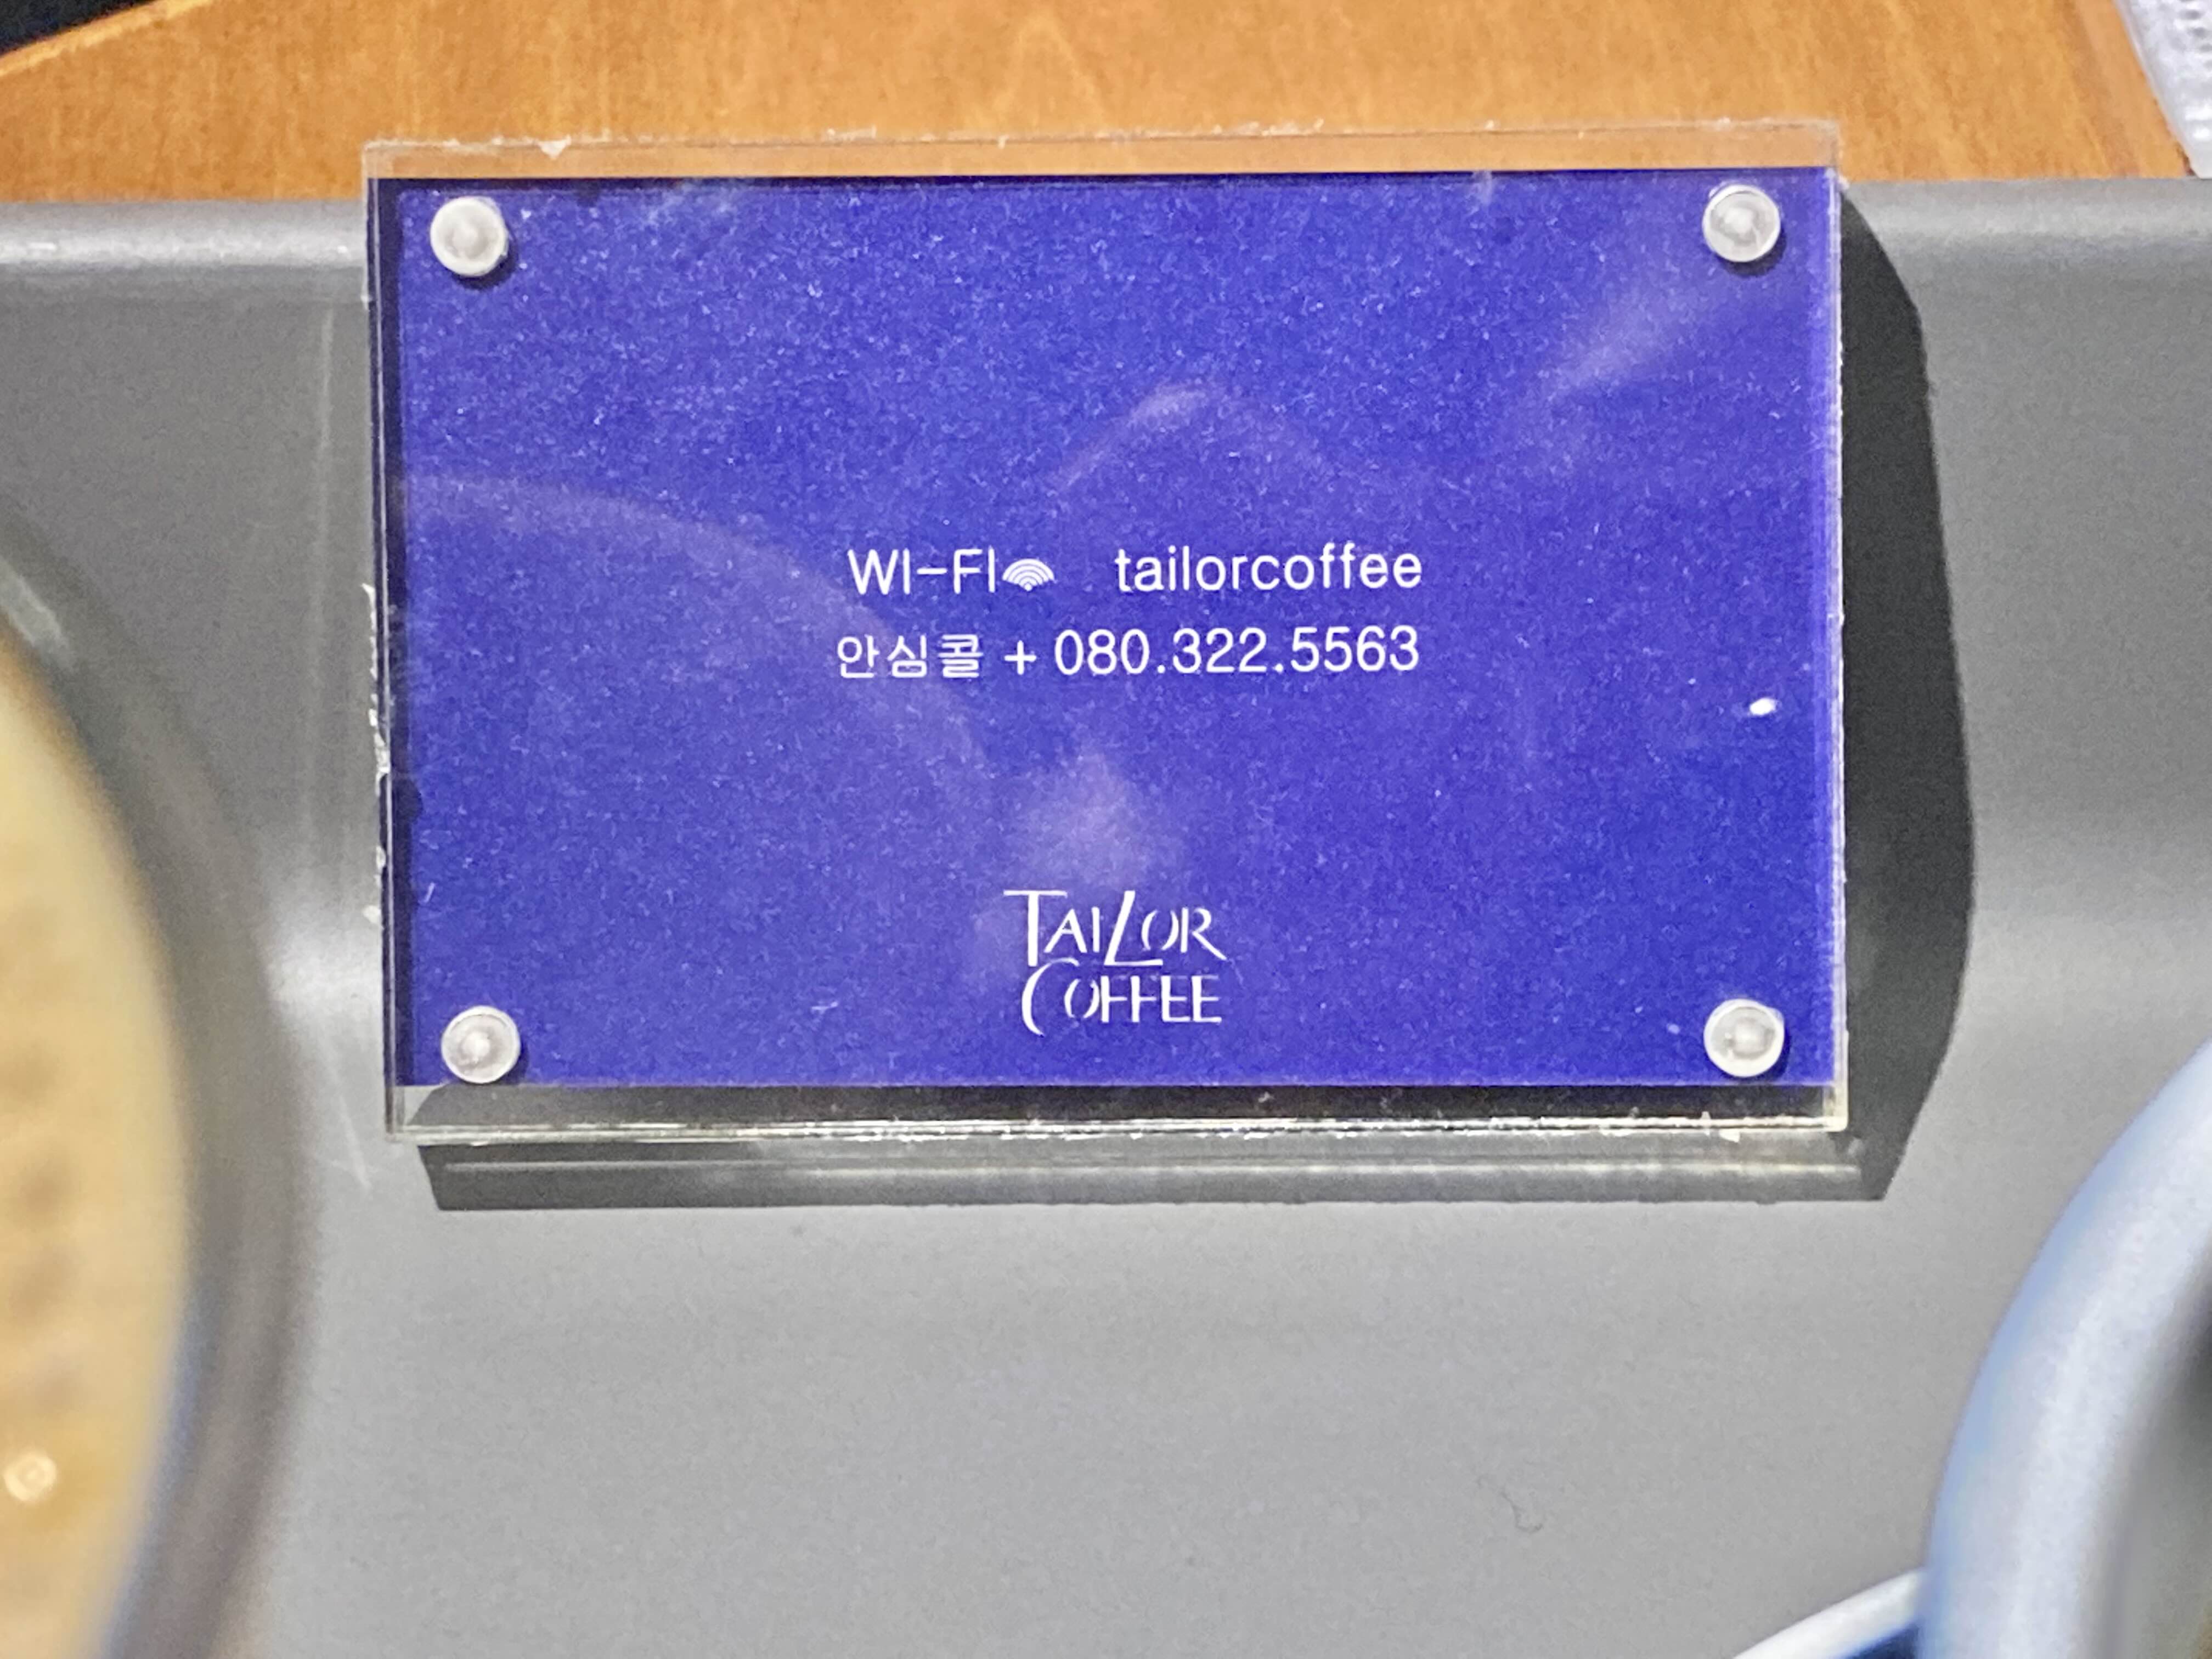 WI-FI tailorcoffee
안심콜 + 080.322.5563
TAILOR
COFFEE